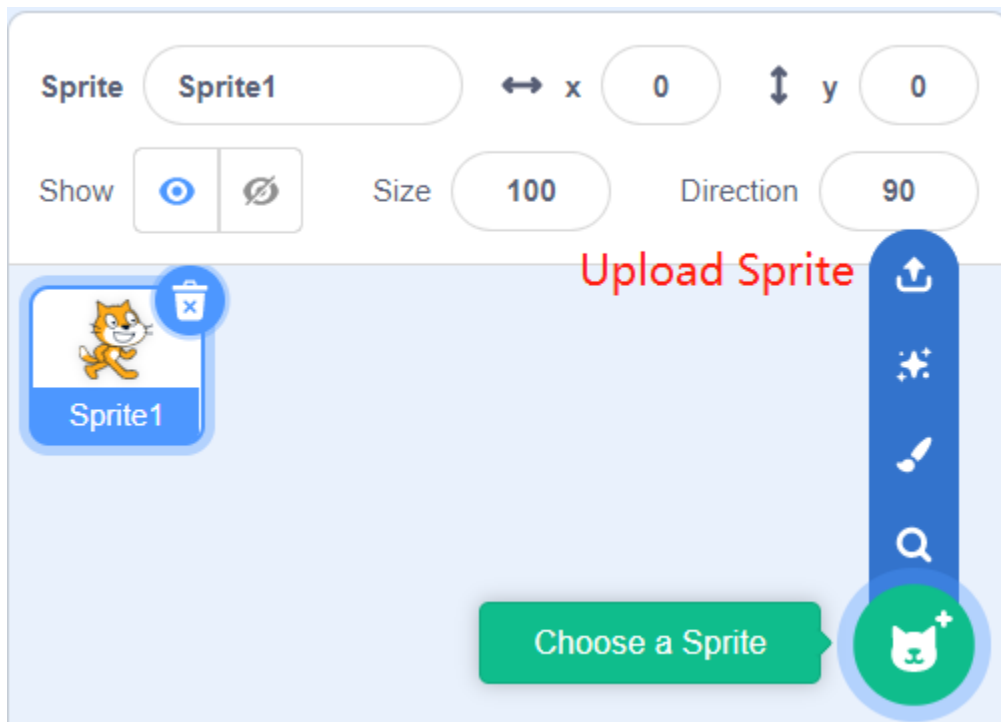 Sprite Sprite1 x 0 y 0
Show Size 100 Direction 90
Upload Sprite
Sprite1
Choose a Sprite